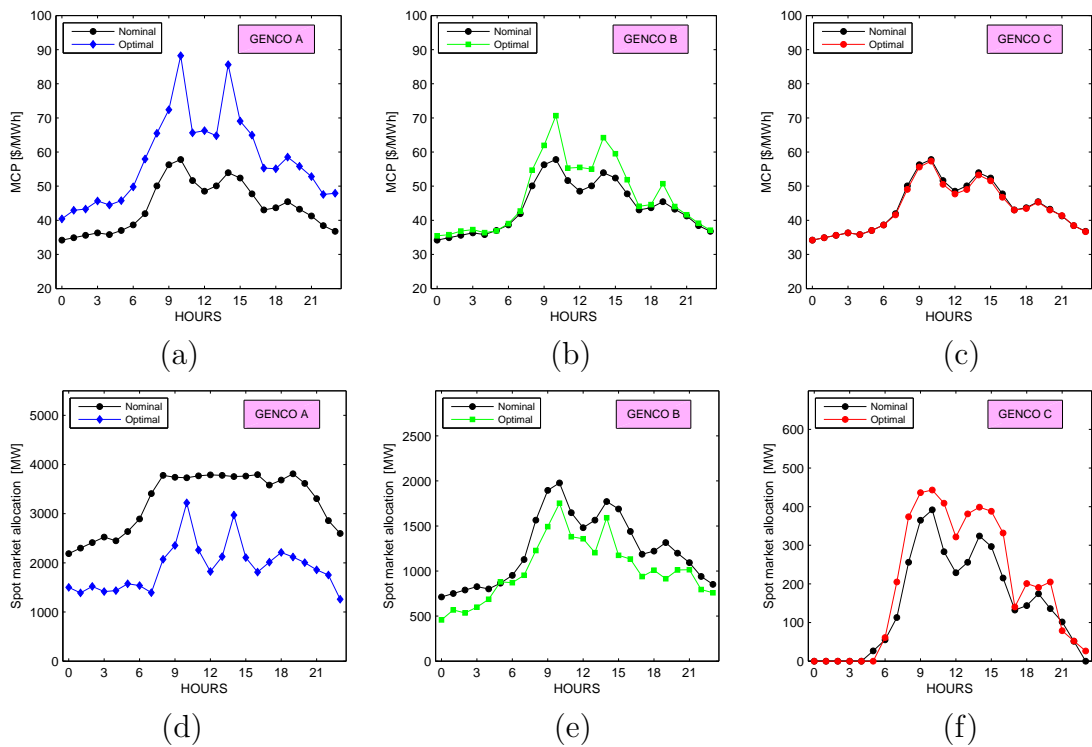 100
90
80
70
60
50
40
30
20
MCP [$/MWh]
Nominal
Optimal
GENCO A
0 3 6 9 12 15 18 21
HOURS
(a)
100
90
80
70
60
50
40
30
20
MCP [$/MWh]
Nominal
Optimal
GENCO B
0 3 6 9 12 15 18 21
HOURS
(b)
100
90
80
70
60
50
40
30
20
MCP [$/MWh]
Nominal
Optimal
GENCO C
0 3 6 9 12 15 18 21
HOURS
(c)
5000
4000
3000
2000
1000
0
Spot market allocation [MW]
Nominal
Optimal
GENCO A
0 3 6 9 12 15 18 21
HOURS
(d)
2500
2000
1500
1000
500
0
Spot market allocation [MW]
Nominal
Optimal
GENCO B
0 3 6 9 12 15 18 21
HOURS
(e)
600
500
400
300
200
100
0
Spot market allocation [MW]
Nominal
Optimal
GENCO C
0 3 6 9 12 15 18 21
HOURS
(f)